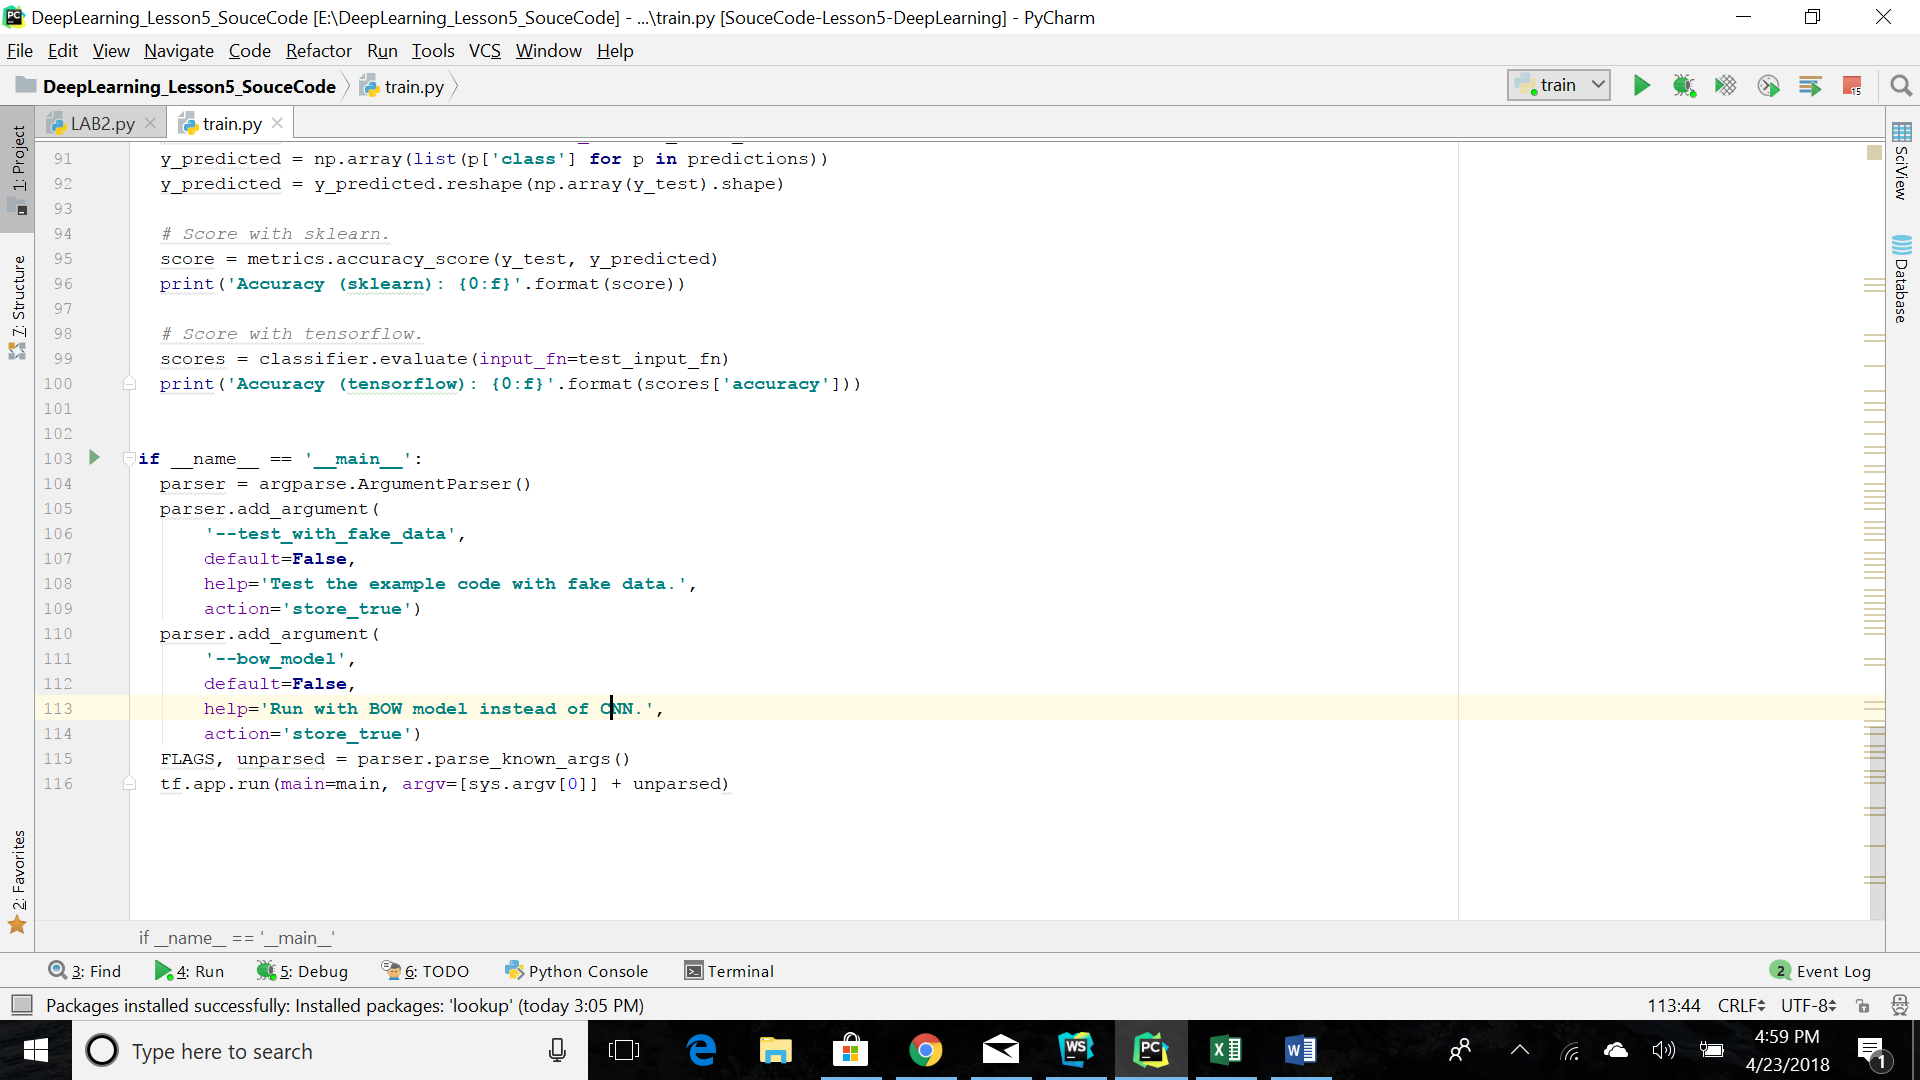 DeepLearning_Lesson5_SouceCode [E:\DeepLearning_Lesson5_SouceCode] - ...\train.py [SouceCode-Lesson5-DeepLearning] - PyCharm
File Edit View Navigate Code Refactor Run Tools VCS Window Help
DeepLearning_Lesson5_SouceCode train.py train
LAB2.py train.py
1: Project
7: Structure
2: Favorites
SciView
Database
91 y_predicted = np.array(list(p['class'] for p in predictions))
92 y_predicted = y_predicted.reshape(np.array(y_test).shape)
93
94 # Score with sklearn.
95 score = metrics.accuracy_score(y_test, y_predicted)
96 print('Accuracy (sklearn): {0:f}'.format(score))
97
98 # Score with tensorflow.
99 scores = classifier.evaluate(input_fn=test_input_fn)
100 print('Accuracy (tensorflow): {0:f}'.format(scores['accuracy']))
101
102
103 if __name__ == '__main__':
104 parser = argparse.ArgumentParser()
105 parser.add_argument(
106 '--test_with_fake_data',
107 default=False,
108 help='Test the example code with fake data.',
109 action='store_true')
110 parser.add_argument(
111 '--bow_model',
112 default=False,
113 help='Run with BOW model instead of CNN.',
114 action='store_true')
115 FLAGS, unparsed = parser.parse_known_args()
116 tf.app.run(main=main, argv=[sys.argv[0]] + unparsed)
if __name__ == '__main__'
3: Find 4: Run 5: Debug 6: TODO Python Console Terminal 2 Event Log
Packages installed successfully: Installed packages: 'lookup' (today 3:05 PM) 113:44 CRLF UTF-8
Type here to search
4:59 PM
4/23/2018
1